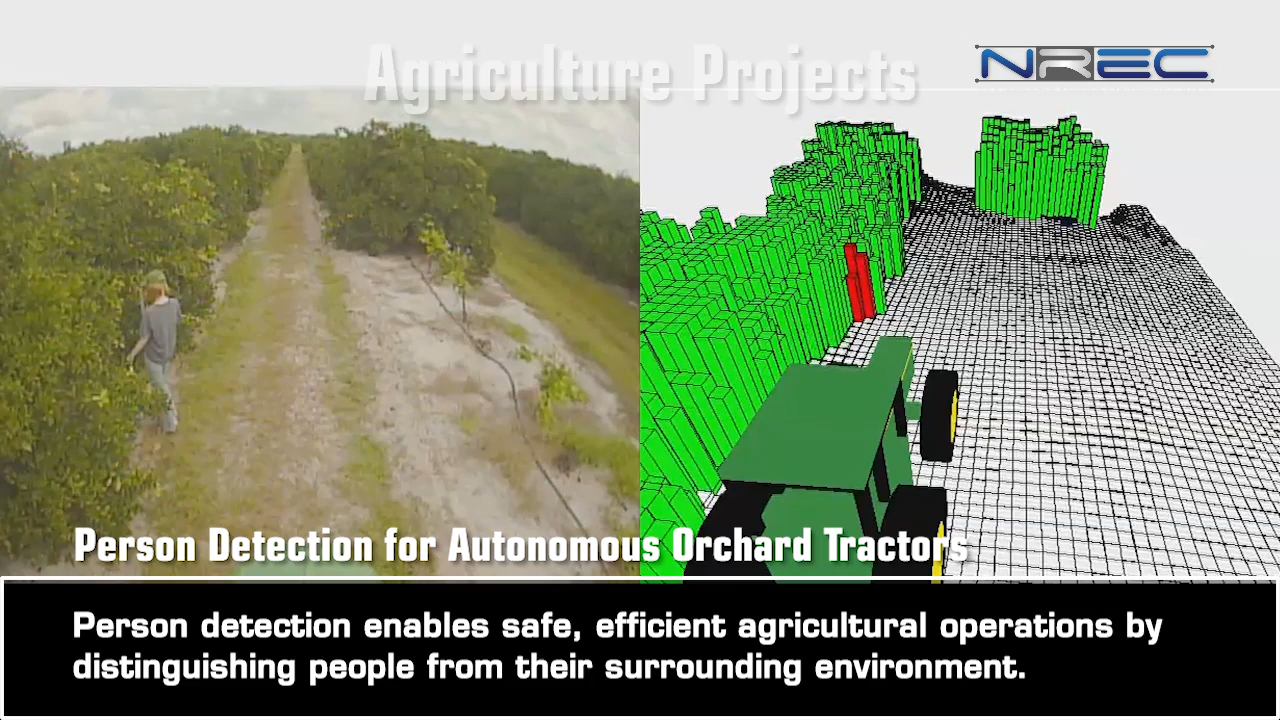 Agriculture Projects
NREC
Person Detection for Autonomous Orchard Tractors
Person detection enables safe, efficient agricultural operations by
distinguishing people from their surrounding environment.